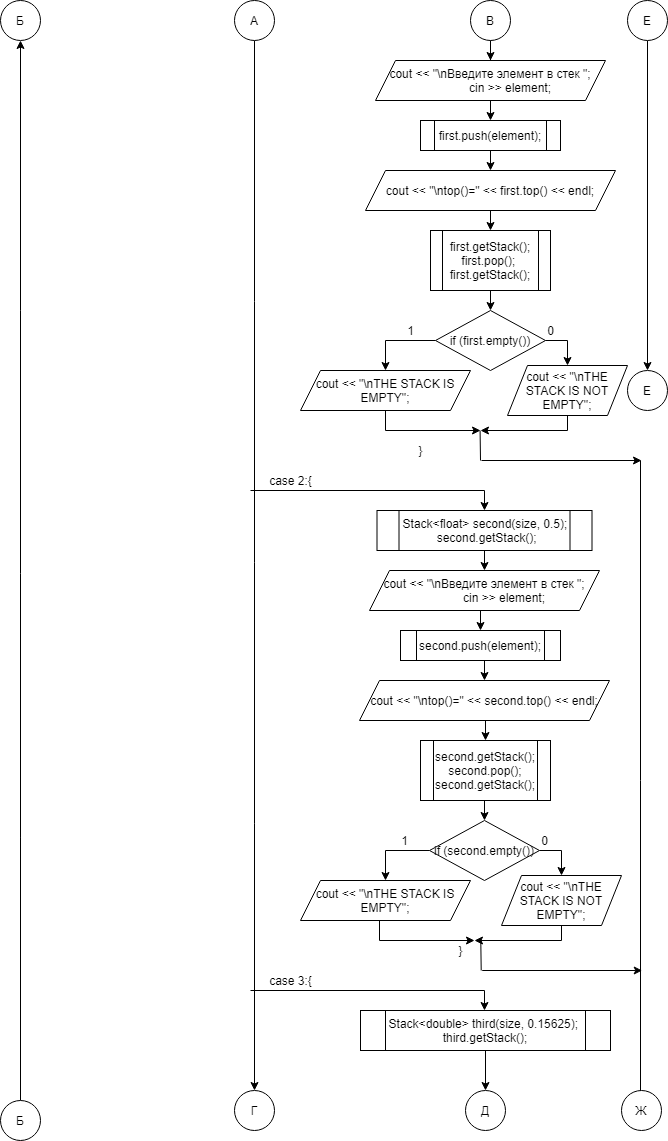 Б
А
В
Е
cout << "\nВведите элемент в стек ";
cin >> element;
first.push(element);
cout << "\ntop()=" << first.top() << endl;
first.getStack();
first.pop();
first.getStack();
if (first.empty())
1
0
cout << "\nTHE STACK IS
EMPTY";
cout << "\nTHE
STACK IS NOT
EMPTY";
Е
}
case 2:{
Stack<float> second(size, 0.5);
second.getStack();
cout << "\nВведите элемент в стек ";
cin >> element;
second.push(element);
cout << "\ntop()=" << second.top() << endl;
second.getStack();
second.pop();
second.getStack();
if (second.empty())
1
0
cout << "\nTHE STACK IS
EMPTY";
cout << "\nTHE
STACK IS NOT
EMPTY";
}
case 3:{
Stack<double> third(size, 0.15625);
third.getStack();
Б
Г
Д
Ж